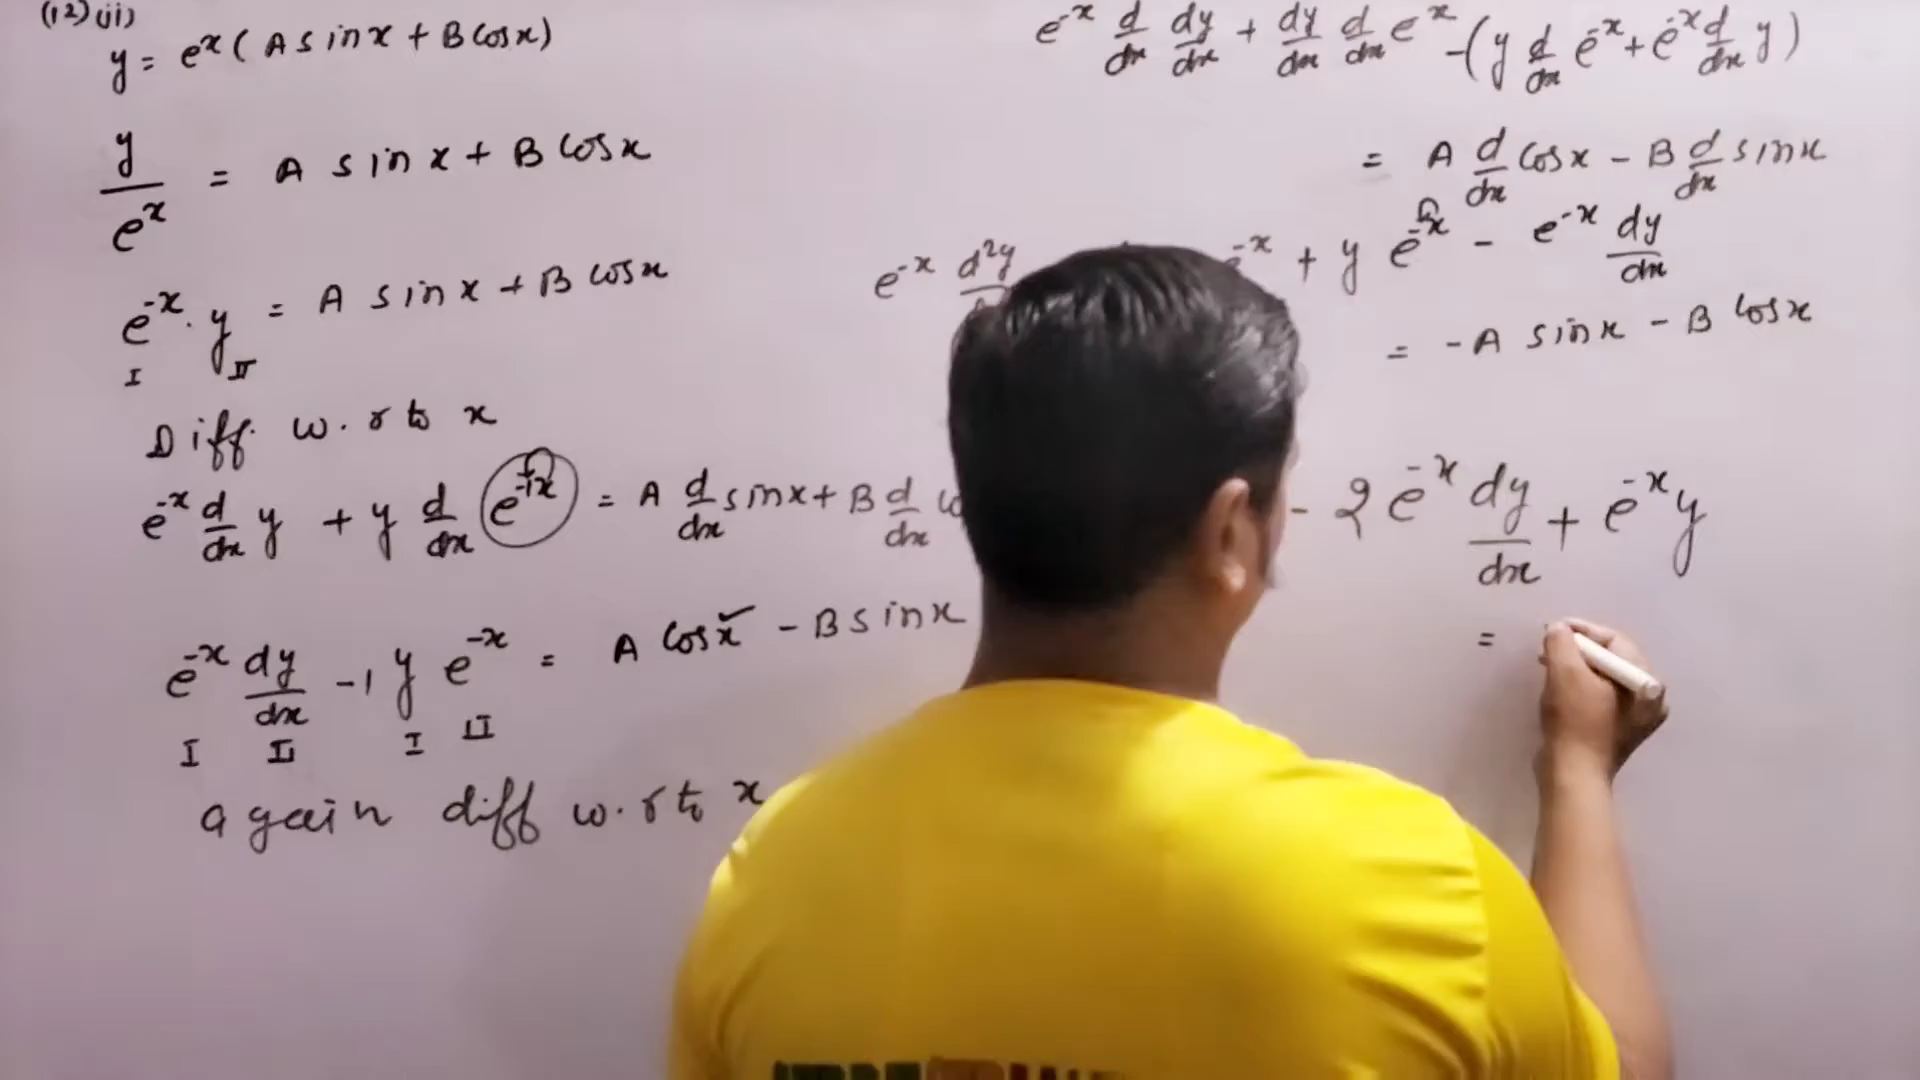 (12)(ii)
y = e^x ( A sin x + B cos x )
y / e^x = A sin x + B cos x
e^-x . y = A sin x + B cos x
I II
Diff. w.r to x
e^-x d/dx y + y d/dx e^-1x = A d/dx sin x + B d/dx
e^-x dy/dx - 1 y e^-x = A cos x - B sin x
I II I II
again diff w.r to x
e^-x d/dx dy/dx + dy/dx d/dx e^-x - ( y d/dx e^-x + e^-x d/dx y )
= A d/dx cos x - B d/dx sin x
e^-x d²y e^-x + y e^-x - e^-x dy/dx
= -A sin x - B cos x
- 2 e^-x dy/dx + e^-x y
=